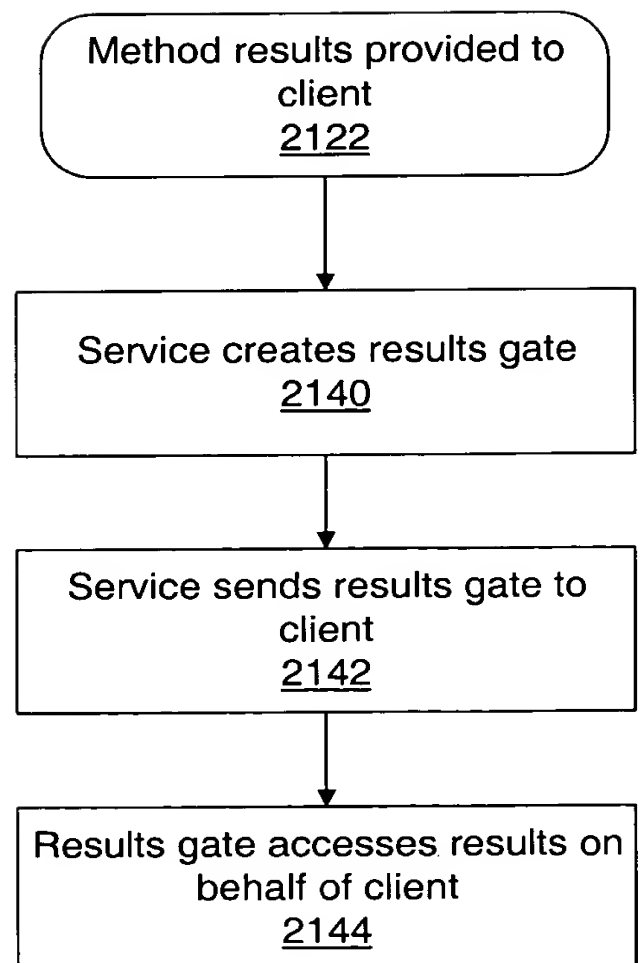 Method results provided to
client
2122
Service creates results gate
2140
Service sends results gate to
client
2142
Results gate accesses results on
behalf of client
2144